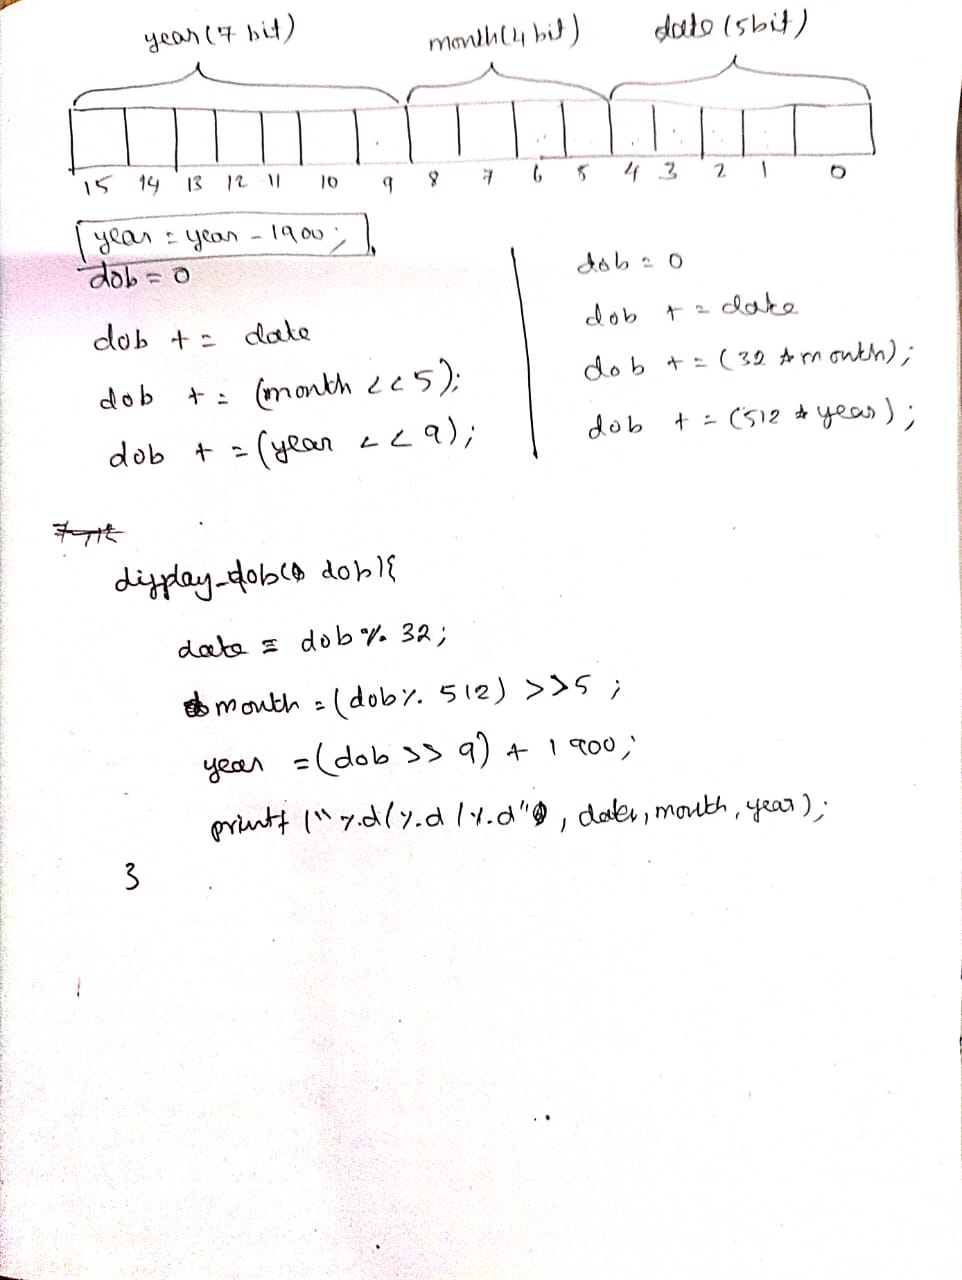 year (7 bit) month (4 bit) date (5 bit)
15 14 13 12 11 10 9 8 7 6 5 4 3 2 1 0
year = year - 1900;
dob = 0
dob += date
dob += (month << 5);
dob += (year << 9);
dob = 0
dob += date
dob += (32 * month);
dob += (512 * year);
display_dob( dob){
date = dob % 32;
month = (dob % 512) >> 5;
year = (dob >> 9) + 1900;
printf ("%d/%d/%d", date, month, year);
}